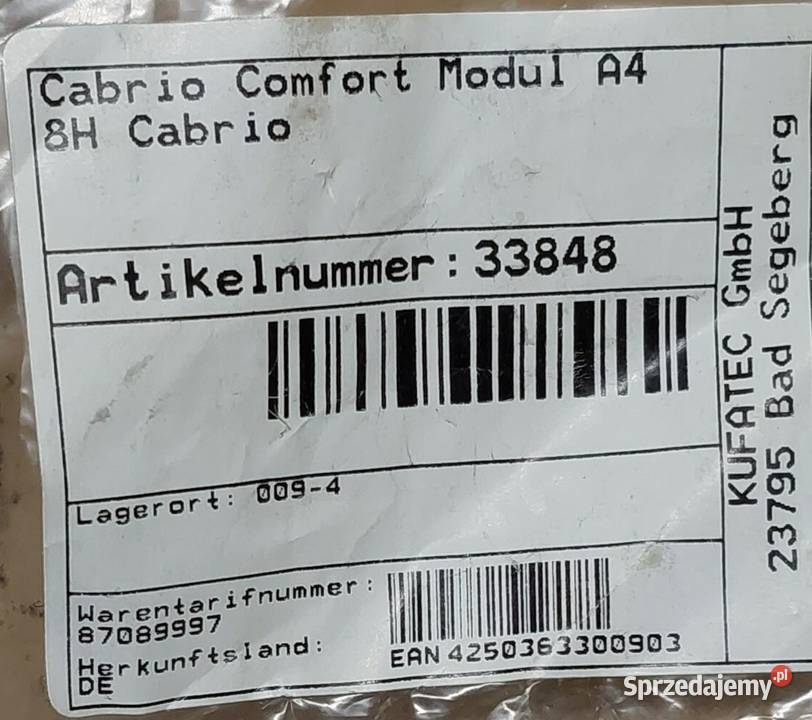 Cabrio Comfort Modul A4
8H Cabrio
Artikelnummer: 33848
Lagerort: 009-4
Warentarifnummer:
87089997
Herkunftsland:
DE
EAN 4250363300903
KUFATEC GmbH
23795 Bad Segeberg
Sprzedajemy.pl